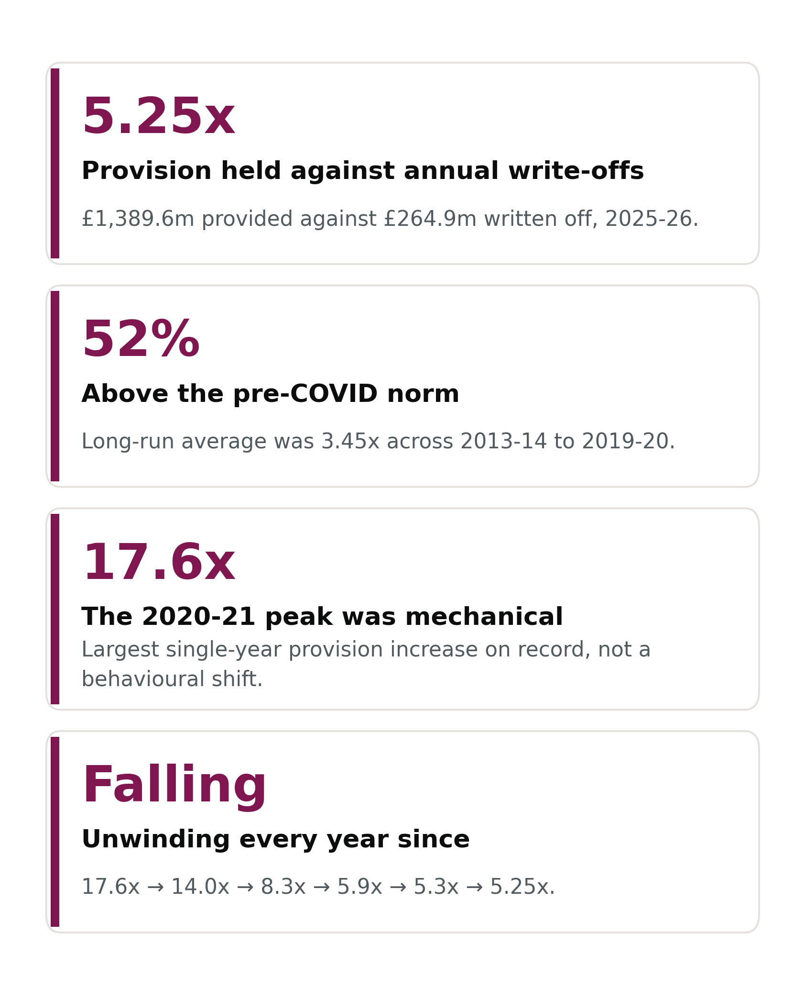 5.25x
Provision held against annual write-offs
£1,389.6m provided against £264.9m written off, 2025-26.
52%
Above the pre-COVID norm
Long-run average was 3.45x across 2013-14 to 2019-20.
17.6x
The 2020-21 peak was mechanical
Largest single-year provision increase on record, not a
behavioural shift.
Falling
Unwinding every year since
17.6x → 14.0x → 8.3x → 5.9x → 5.3x → 5.25x.